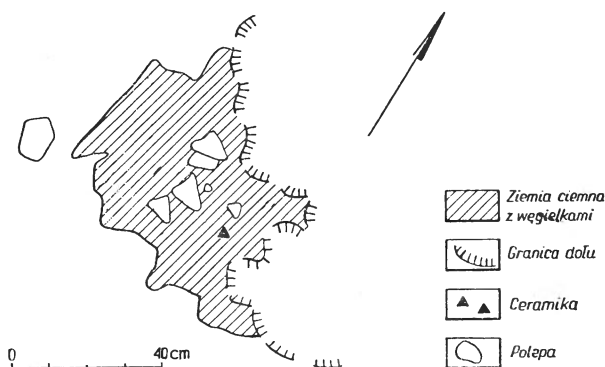 Ziemia ciemna
z węgielkami
Granica dołu
Ceramika
Polepa
0 40 cm